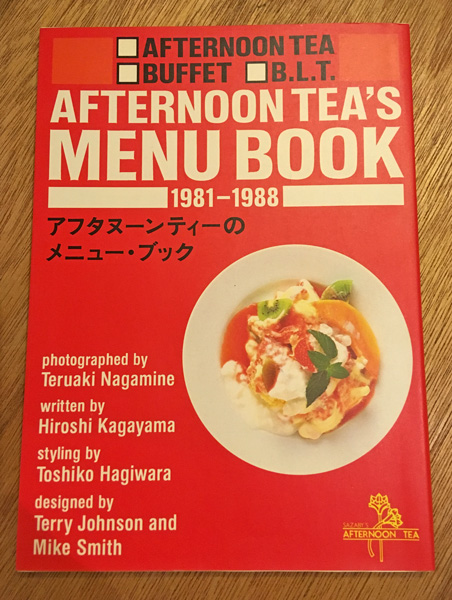 AFTERNOON TEA
BUFFET B.L.T.
AFTERNOON TEA'S
MENU BOOK
1981–1988
アフタヌーンティーの
メニュー・ブック
photographed by
Teruaki Nagamine
written by
Hiroshi Kagayama
styling by
Toshiko Hagiwara
designed by
Terry Johnson and
Mike Smith
SAZABY'S
AFTERNOON TEA